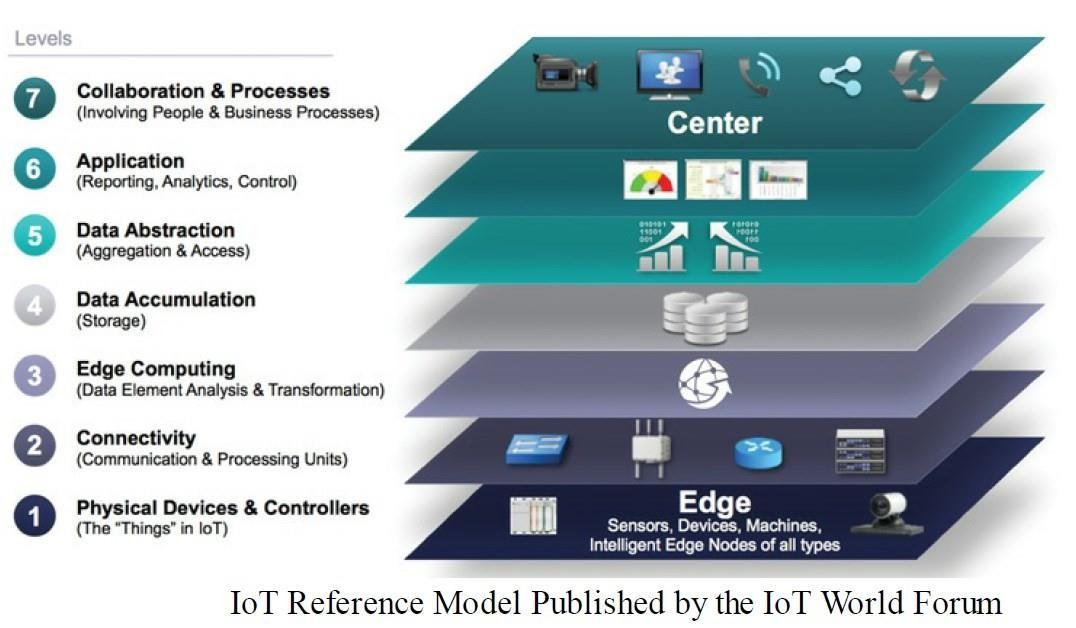 Levels
7
Collaboration & Processes
(Involving People & Business Processes)
6
Application
(Reporting, Analytics, Control)
5
Data Abstraction
(Aggregation & Access)
4
Data Accumulation
(Storage)
3
Edge Computing
(Data Element Analysis & Transformation)
2
Connectivity
(Communication & Processing Units)
1
Physical Devices & Controllers
(The “Things” in IoT)
Center
010101
11001
001
Edge
Sensors, Devices, Machines,
Intelligent Edge Nodes of all types
IoT Reference Model Published by the IoT World Forum